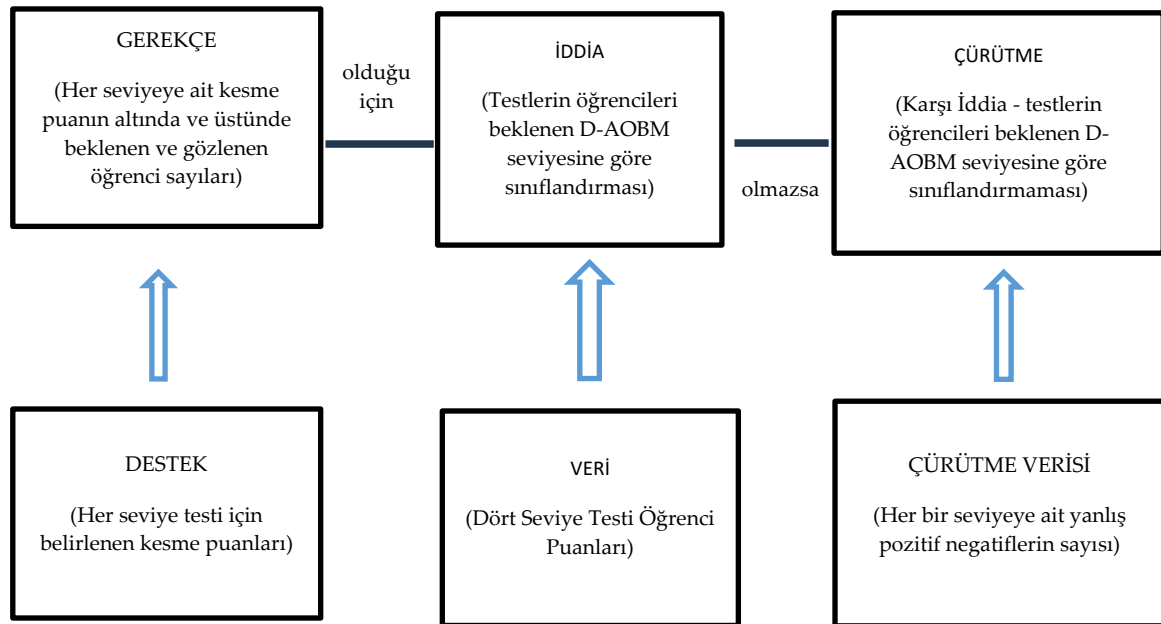 GEREKÇE
(Her seviyeye ait kesme
puanın altında ve üstünde
beklenen ve gözlenen
öğrenci sayıları)
olduğu
için
İDDİA
(Testlerin öğrencileri
beklenen D-AOBM
seviyesine göre
sınıflandırması)
olmazsa
ÇÜRÜTME
(Karşı İddia - testlerin
öğrencileri beklenen D-
AOBM seviyesine göre
sınıflandırmaması)
DESTEK
(Her seviye testi için
belirlenen kesme puanları)
VERİ
(Dört Seviye Testi Öğrenci
Puanları)
ÇÜRÜTME VERİSİ
(Her bir seviyeye ait yanlış
pozitif negatiflerin sayısı)